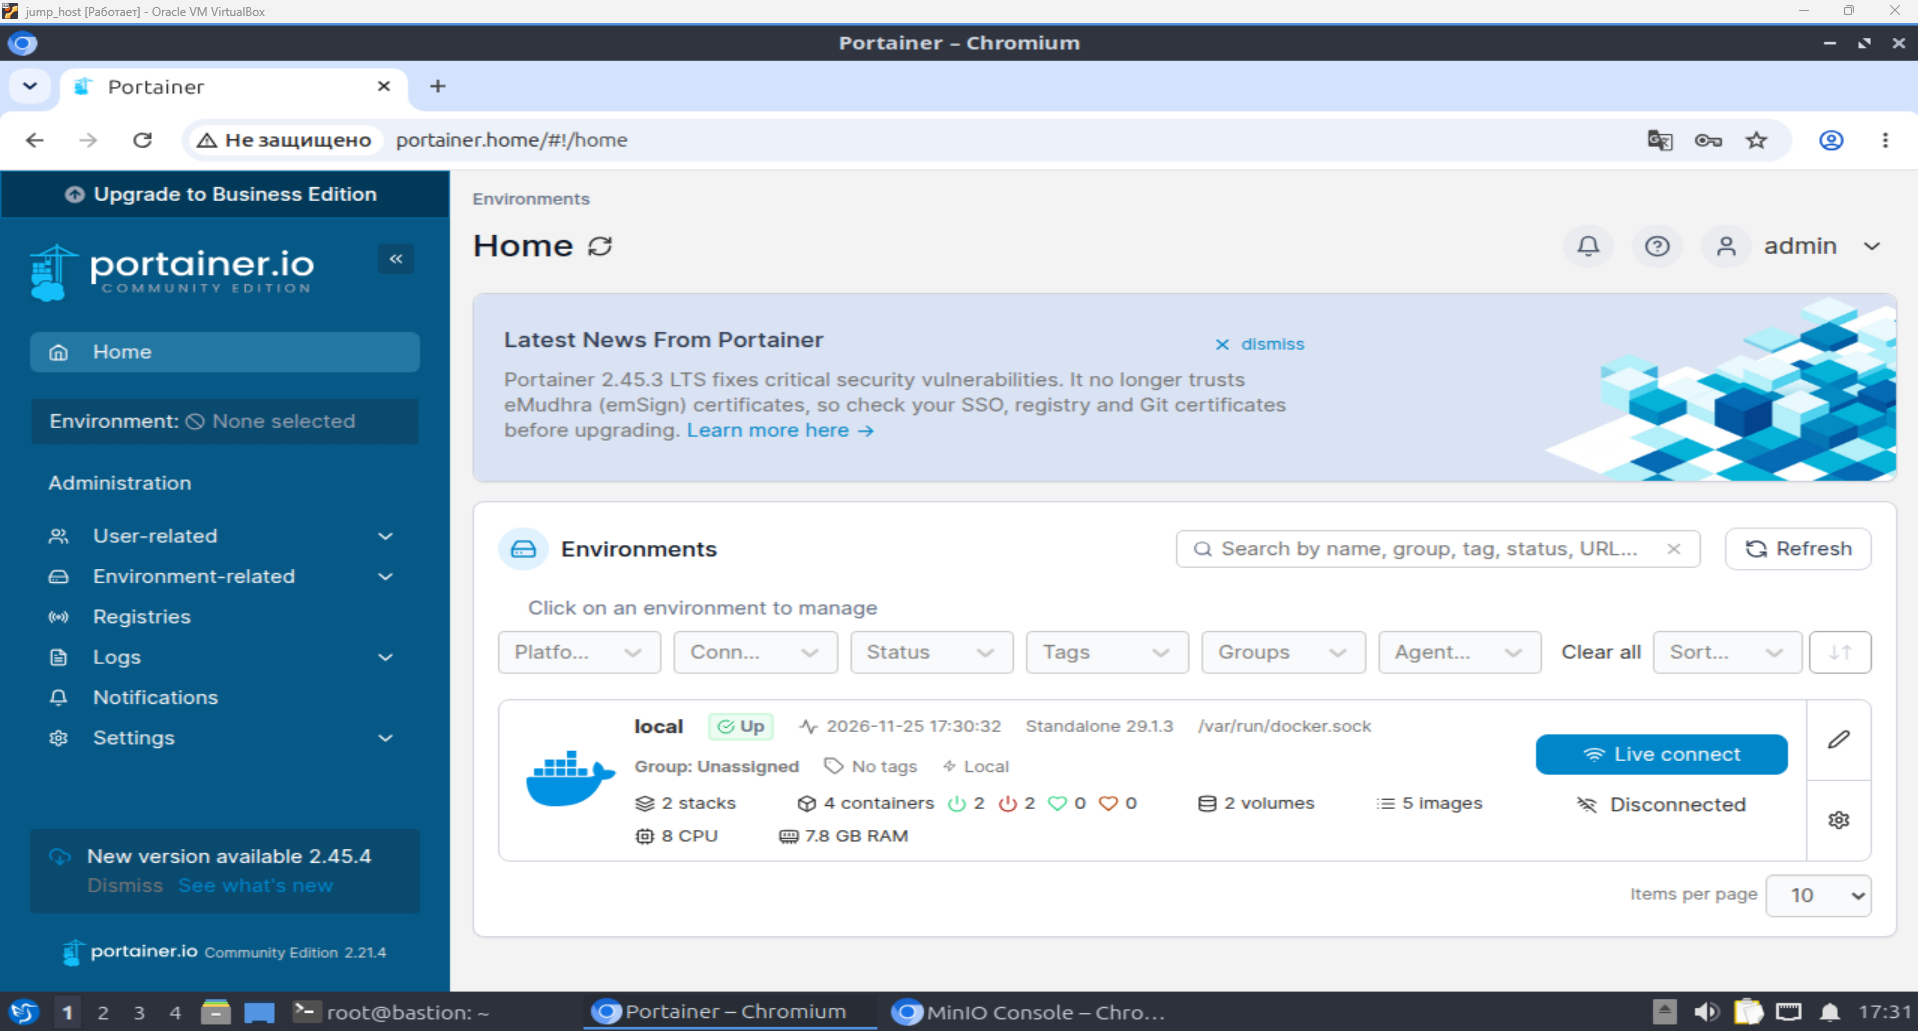 jump_host [Работает] - Oracle VM VirtualBox
Portainer – Chromium
Portainer
Не защищено portainer.home/#!/home
Upgrade to Business Edition
portainer.io
COMMUNITY EDITION
Home
Environment: None selected
Administration
User-related
Environment-related
Registries
Logs
Notifications
Settings
New version available 2.45.4
Dismiss See what's new
portainer.io Community Edition 2.21.4
Environments
Home
admin
Latest News From Portainer
dismiss
Portainer 2.45.3 LTS fixes critical security vulnerabilities. It no longer trusts
eMudhra (emSign) certificates, so check your SSO, registry and Git certificates
before upgrading. Learn more here →
Environments
Search by name, group, tag, status, URL...
Refresh
Click on an environment to manage
Platfo... Conn... Status Tags Groups Agent... Clear all Sort...
local Up 2026-11-25 17:30:32 Standalone 29.1.3 /var/run/docker.sock
Group: Unassigned No tags Local
2 stacks 4 containers 2 2 0 0 2 volumes 5 images
8 CPU 7.8 GB RAM
Live connect
Disconnected
Items per page 10
1 2 3 4 root@bastion: ~ Portainer – Chromium MinIO Console – Chro... 17:31